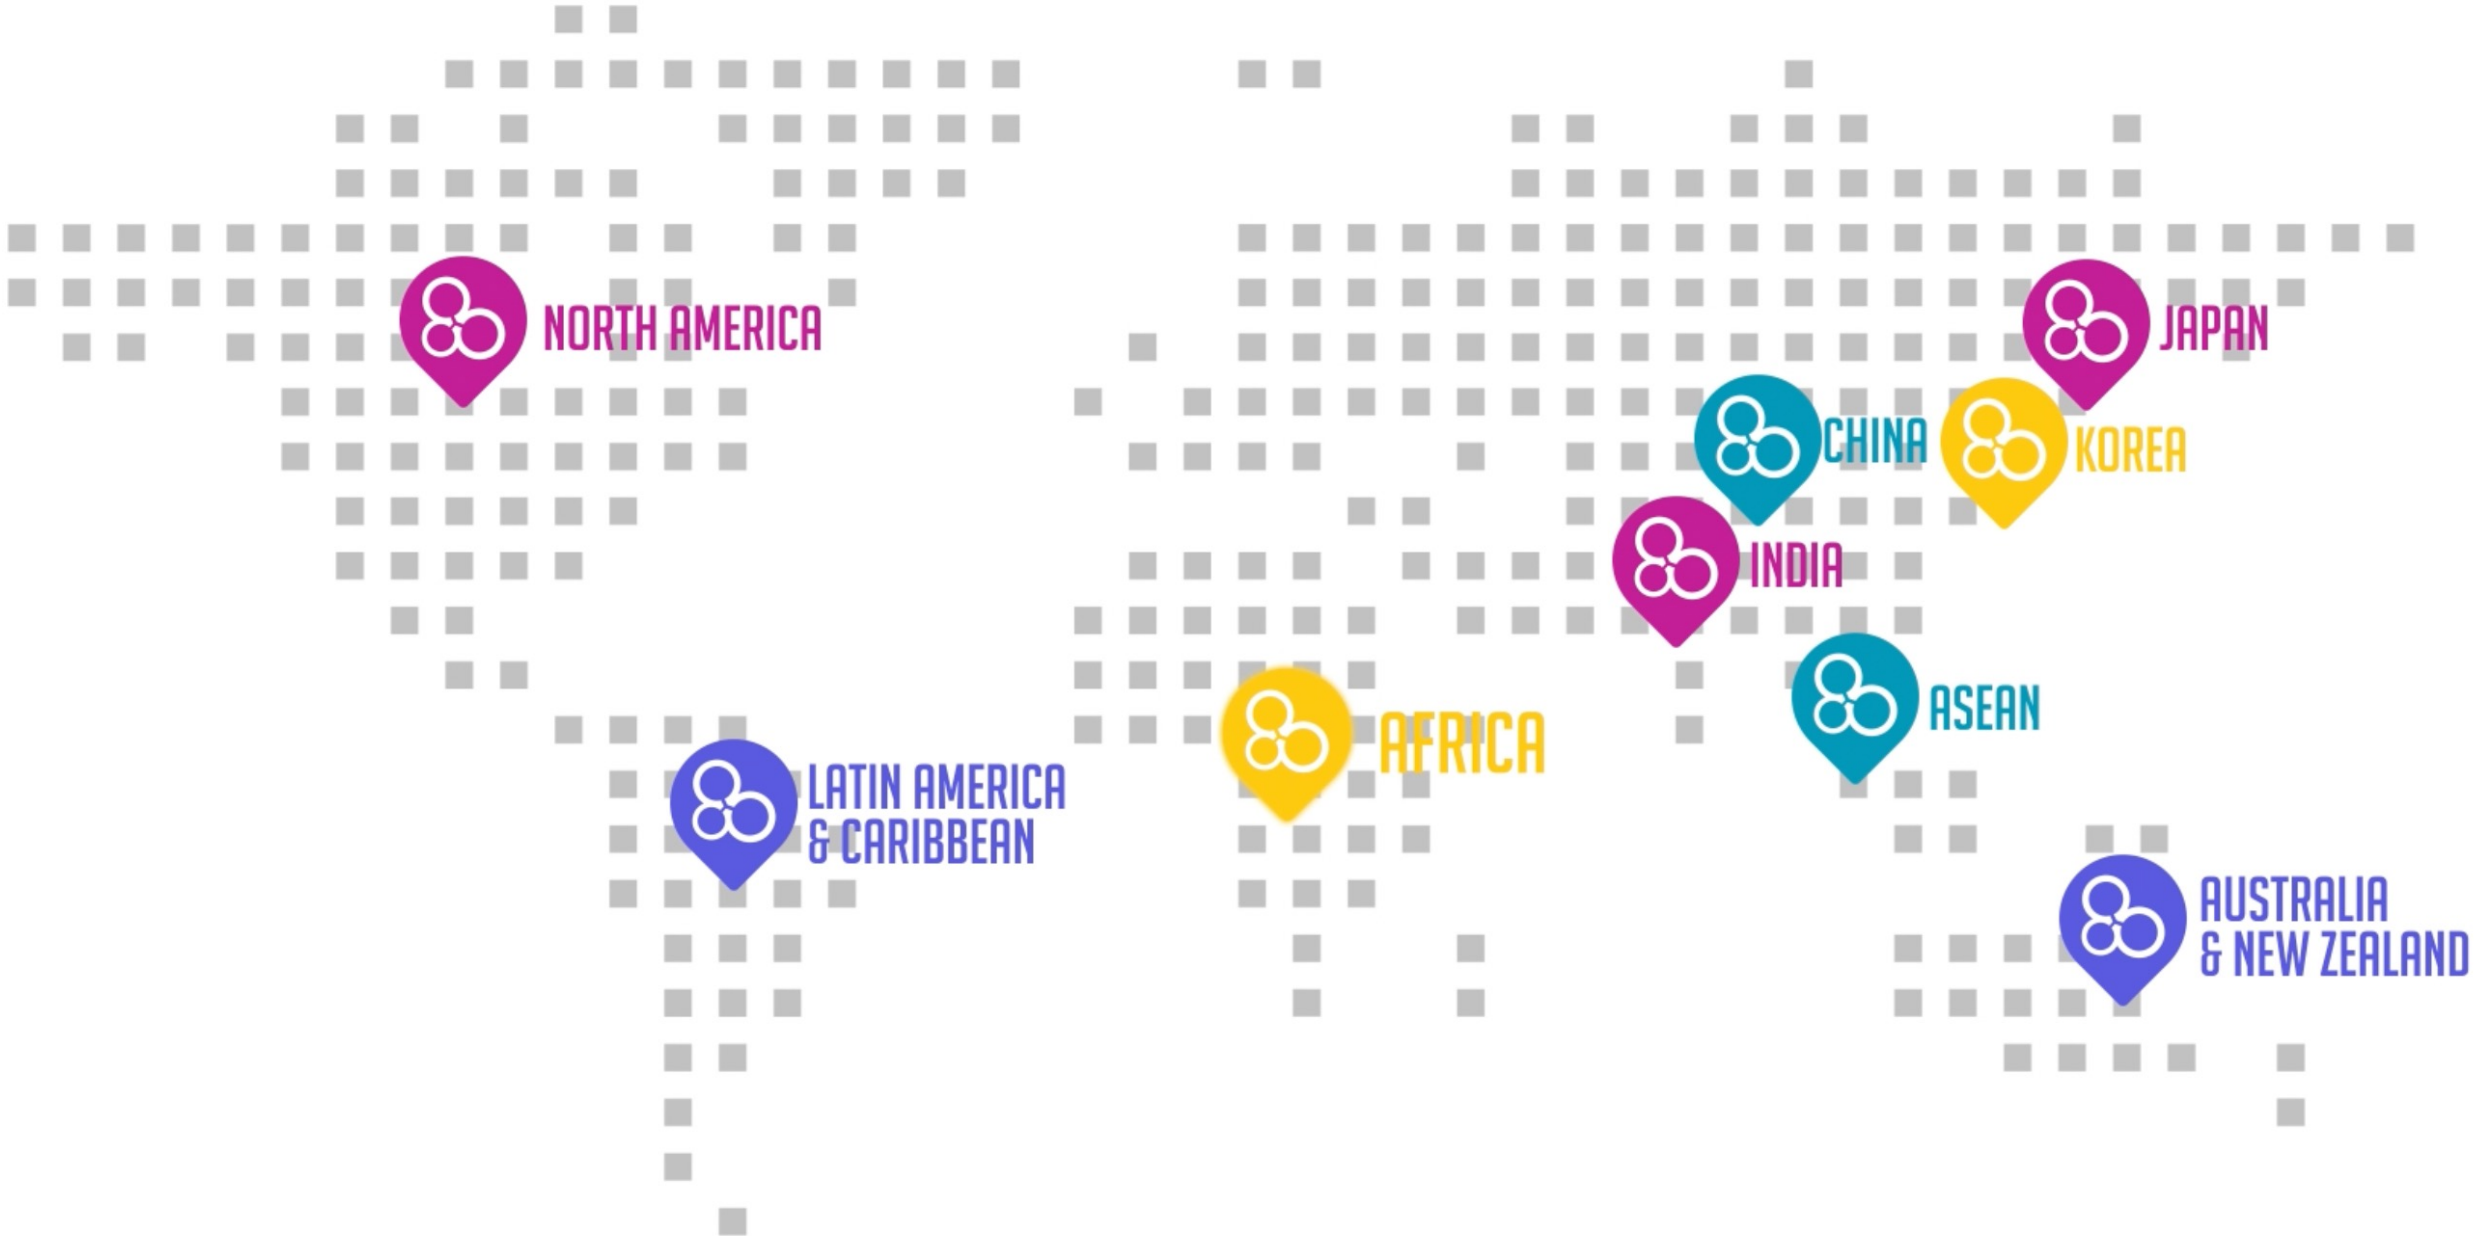 NORTH AMERICA
JAPAN
CHINA
KOREA
INDIA
ASEAN
AFRICA
LATIN AMERICA
& CARIBBEAN
AUSTRALIA
& NEW ZEALAND